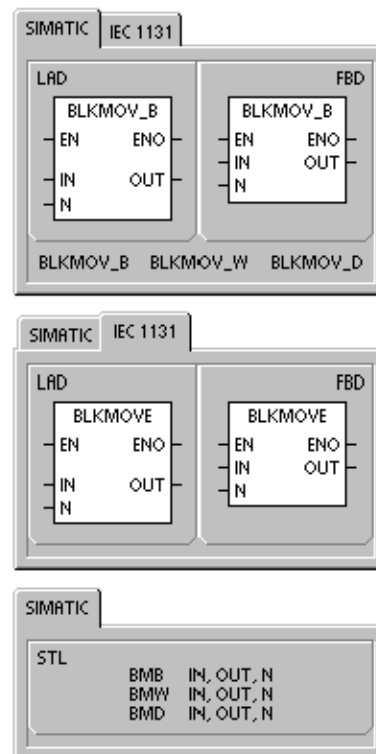 SIMATIC IEC 1131
LAD FBD
BLKMOV_B BLKMOV_B
EN ENO EN ENO
IN OUT
IN OUT N
N
BLKMOV_B BLKMOV_W BLKMOV_D
SIMATIC IEC 1131
LAD FBD
BLKMOVE BLKMOVE
EN ENO EN ENO
IN OUT
IN OUT N
N
SIMATIC
STL
BMB IN, OUT, N
BMW IN, OUT, N
BMD IN, OUT, N